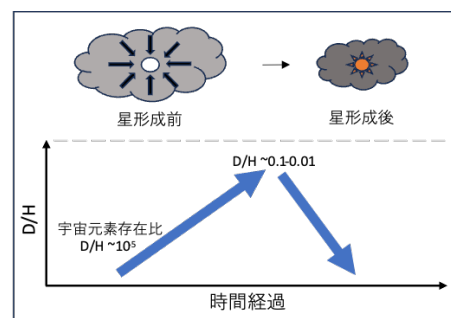 星形成前
星形成後
D/H ~0.1-0.01
宇宙元素存在比
D/H ~10⁵
D/H
時間経過